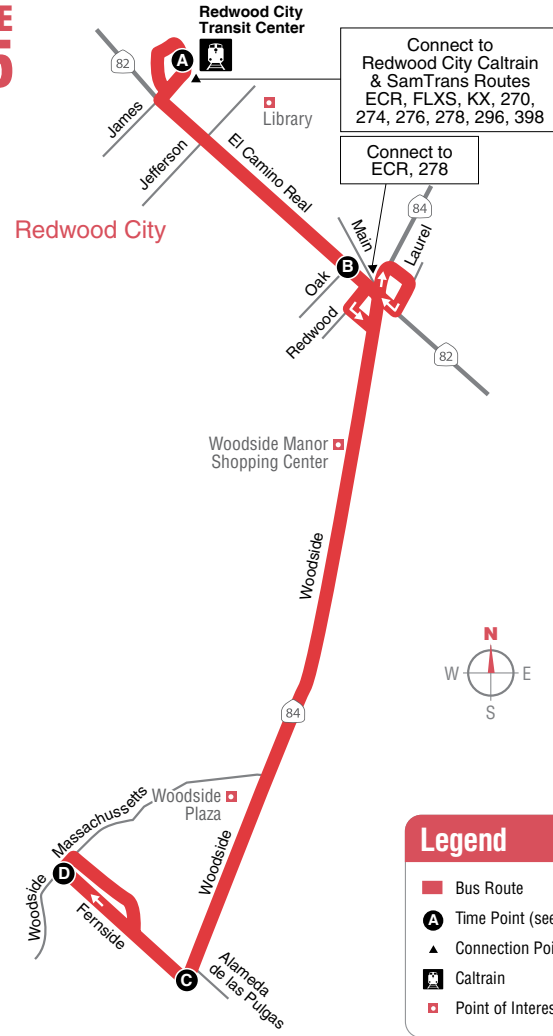 Redwood City
Transit Center
A
82
Connect to
Redwood City Caltrain
& SamTrans Routes
ECR, FLXS, KX, 270,
274, 276, 278, 296, 398
James
Library
Jefferson
El Camino Real
Connect to
ECR, 278
84
Redwood City
Main
Laurel
B
Oak
Redwood
82
Woodside Manor
Shopping Center
Woodside
N
W
E
S
84
Massachussetts
Woodside
Plaza
Woodside
D
Woodside
Fernside
C
Alameda
de las Pulgas
Legend
Bus Route
A
Time Point
Connection
Caltrain
Point of